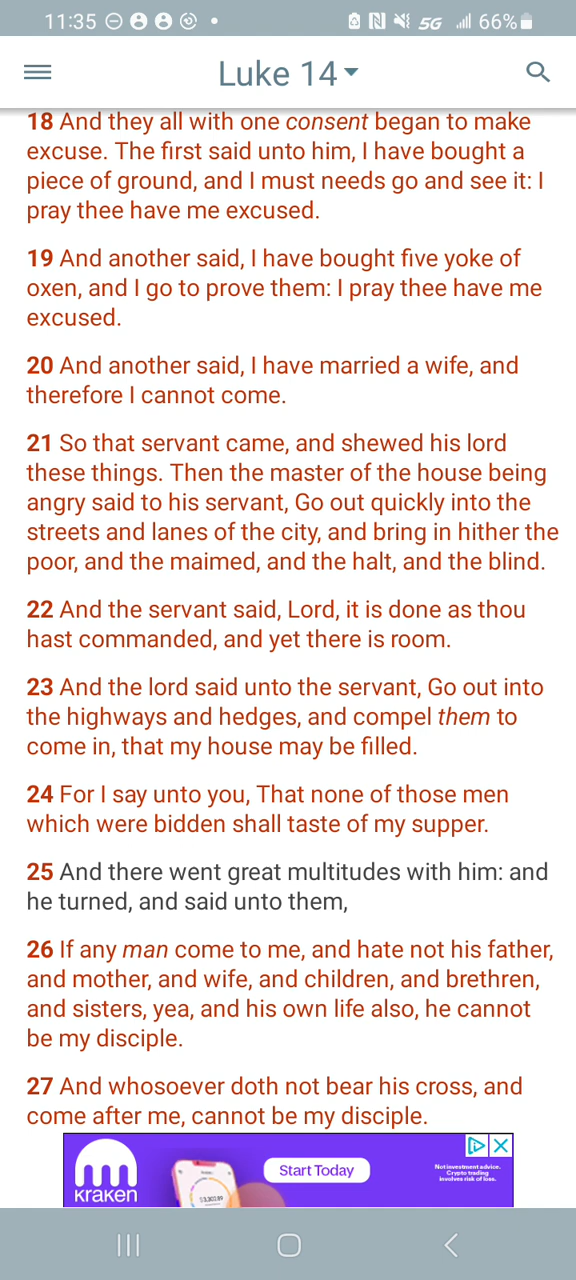 11:35
5G
66%
Luke 14
18 And they all with one consent began to make
excuse. The first said unto him, I have bought a
piece of ground, and I must needs go and see it: I
pray thee have me excused.
19 And another said, I have bought five yoke of
oxen, and I go to prove them: I pray thee have me
excused.
20 And another said, I have married a wife, and
therefore I cannot come.
21 So that servant came, and shewed his lord
these things. Then the master of the house being
angry said to his servant, Go out quickly into the
streets and lanes of the city, and bring in hither the
poor, and the maimed, and the halt, and the blind.
22 And the servant said, Lord, it is done as thou
hast commanded, and yet there is room.
23 And the lord said unto the servant, Go out into
the highways and hedges, and compel them to
come in, that my house may be filled.
24 For I say unto you, That none of those men
which were bidden shall taste of my supper.
25 And there went great multitudes with him: and
he turned, and said unto them,
26 If any man come to me, and hate not his father,
and mother, and wife, and children, and brethren,
and sisters, yea, and his own life also, he cannot
be my disciple.
27 And whosoever doth not bear his cross, and
come after me, cannot be my disciple.
kraken
Start Today
Not investment advice.
Crypto trading
involves risk of loss.